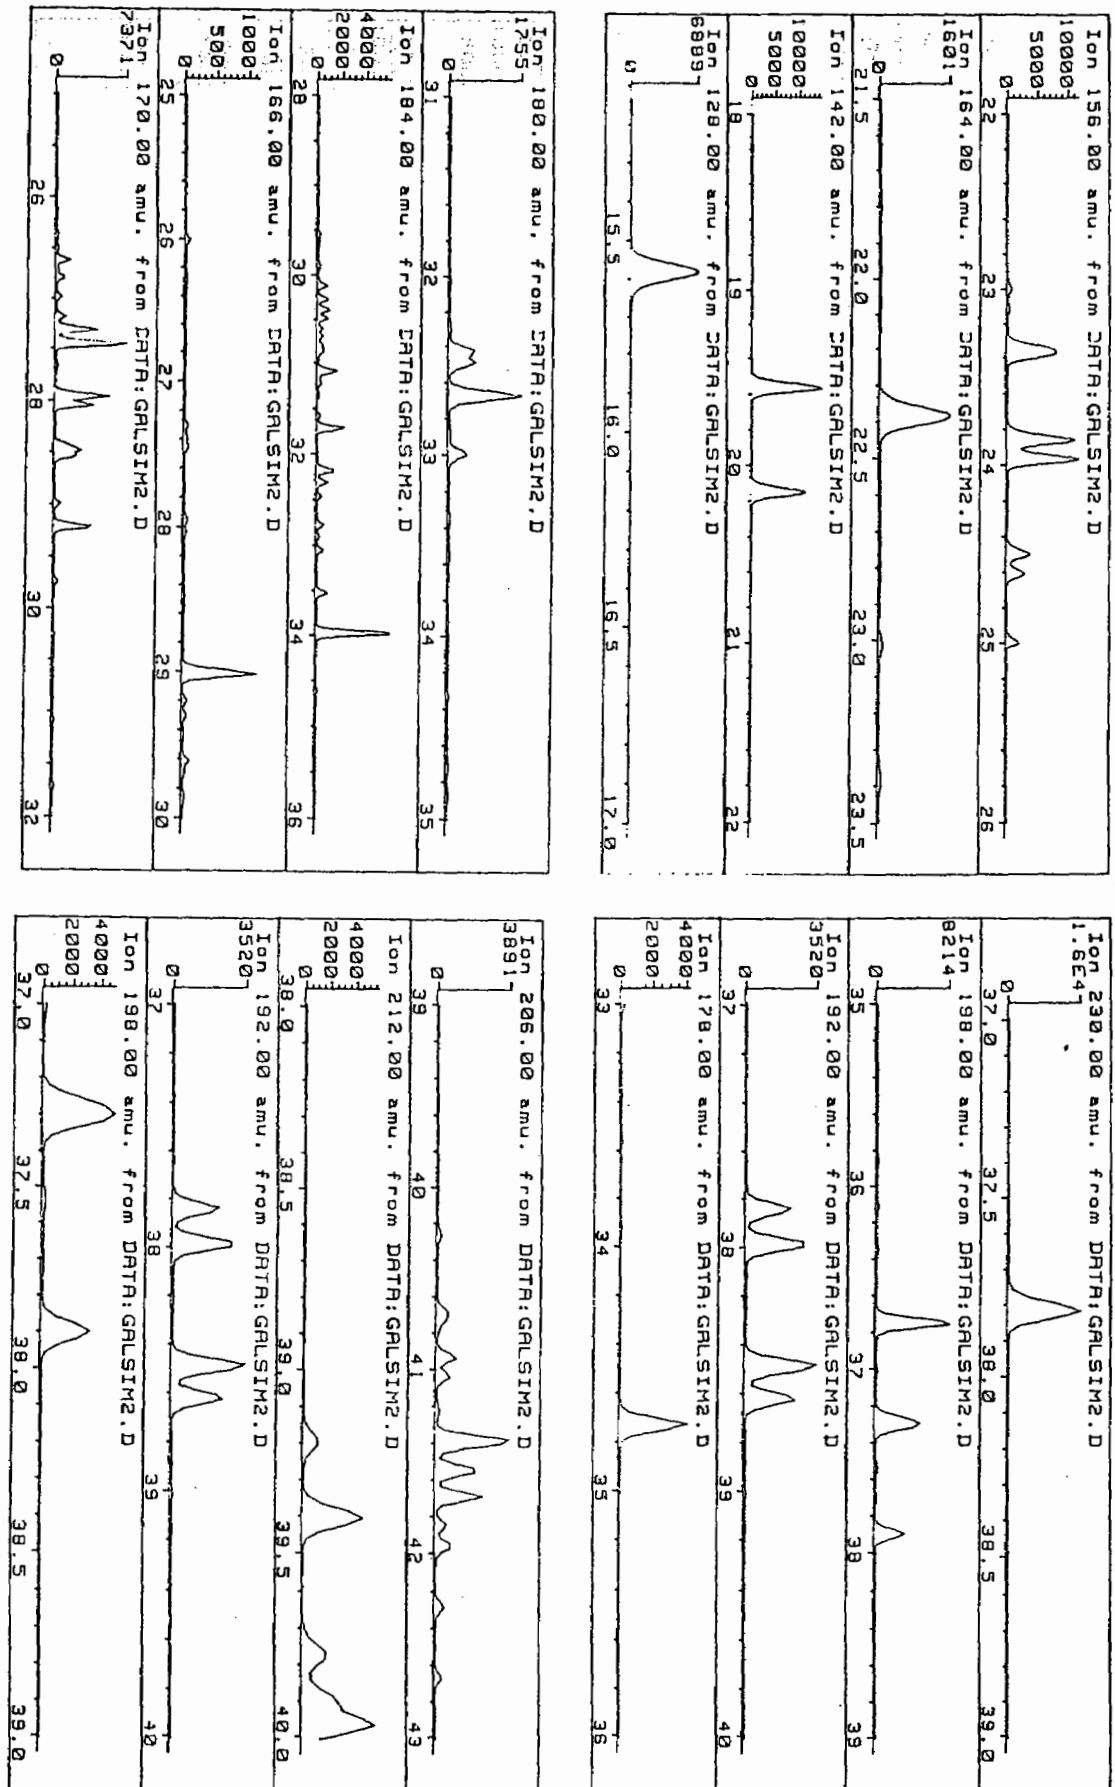 Ion 156.00 amu. from DATA:GALSIM2.D
10000
5000
0
22 23 24 25 26
Ion 164.00 amu. from DATA:GALSIM2.D
1601
0
21.5 22.0 22.5 23.0 23.5
Ion 142.00 amu. from DATA:GALSIM2.D
10000
5000
0
18 19 20 21 22
Ion 128.00 amu. from DATA:GALSIM2.D
6889
0
15.5 16.0 16.5 17.0
Ion 230.00 amu. from DATA:GALSIM2.D
1.6E4
0
37.0 37.5 38.0 38.5 39.0
Ion 198.00 amu. from DATA:GALSIM2.D
8214
0
35 36 37 38 39
Ion 192.00 amu. from DATA:GALSIM2.D
3520
0
37 38 39 40
Ion 178.00 amu. from DATA:GALSIM2.D
4000
2000
0
33 34 35 36
Ion 180.00 amu. from DATA:GALSIM2.D
1755
0
31 32 33 34 35
Ion 184.00 amu. from DATA:GALSIM2.D
4000
2000
0
28 30 32 34 36
Ion 166.00 amu. from DATA:GALSIM2.D
1000
500
0
25 26 27 28 29 30
Ion 170.00 amu. from DATA:GALSIM2.D
7371
0
26 28 30 32
Ion 206.00 amu. from DATA:GALSIM2.D
3891
0
39 40 41 42 43
Ion 212.00 amu. from DATA:GALSIM2.D
4000
2000
0
38.0 38.5 39.0 39.5 40.0
Ion 192.00 amu. from DATA:GALSIM2.D
3520
0
37 38 39 40
Ion 198.00 amu. from DATA:GALSIM2.D
4000
2000
0
37.0 37.5 38.0 38.5 39.0